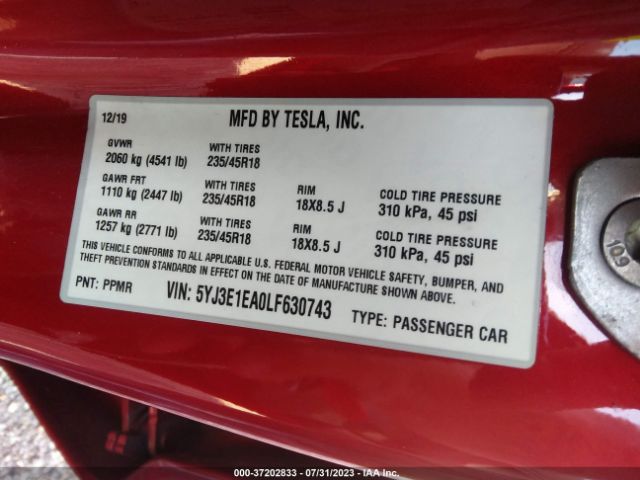 12/19
MFD BY TESLA, INC.
GVWR
2060 kg (4541 lb)
WITH TIRES
235/45R18
GAWR FRT
1110 kg (2447 lb)
WITH TIRES
235/45R18
RIM
18X8.5 J
COLD TIRE PRESSURE
310 kPa, 45 psi
GAWR RR
1257 kg (2771 lb)
WITH TIRES
235/45R18
RIM
18X8.5 J
COLD TIRE PRESSURE
310 kPa, 45 psi
THIS VEHICLE CONFORMS TO ALL APPLICABLE U.S. FEDERAL MOTOR VEHICLE SAFETY, BUMPER, AND
THEFT PREVENTION STANDARDS IN EFFECT ON THE DATE OF MANUFACTURE SHOWN ABOVE.
PNT: PPMR
VIN: 5YJ3E1EA0LF630743
TYPE: PASSENGER CAR
109
000-37202833 - 07/31/2023 - IAA Inc.